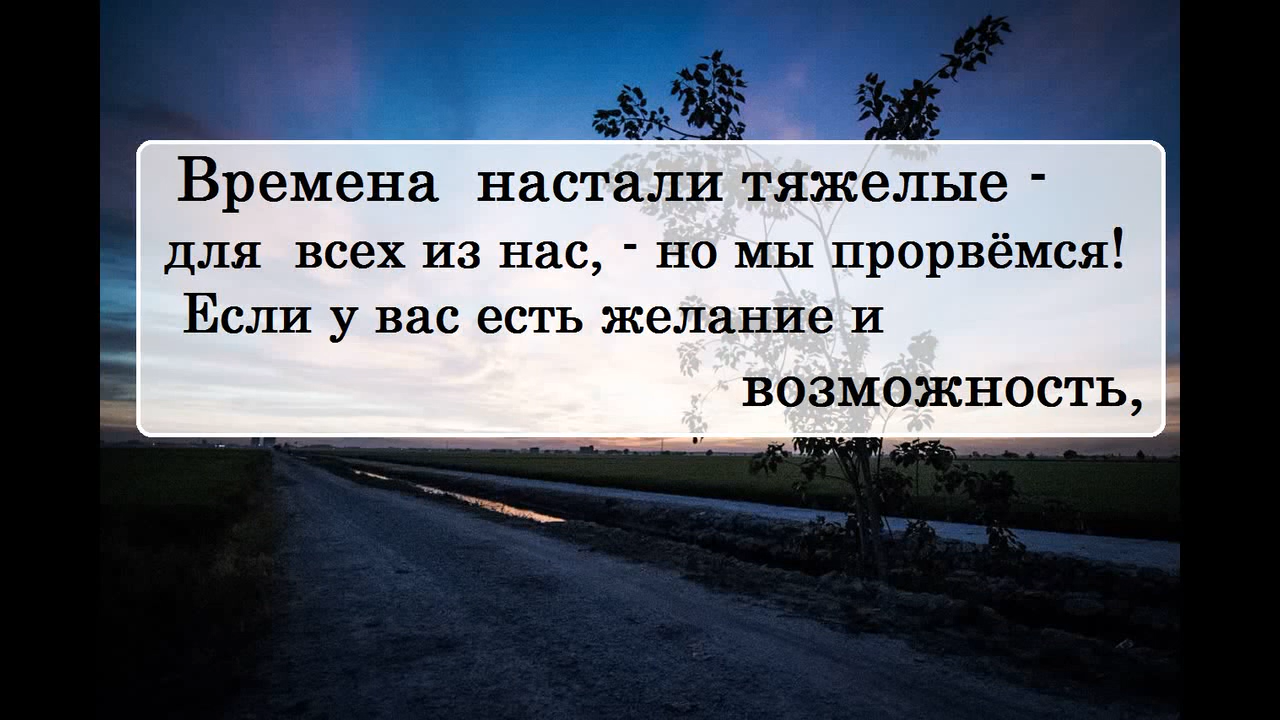 Времена настали тяжелые -
для всех из нас, - но мы прорвёмся!
Если у вас есть желание и
возможность,